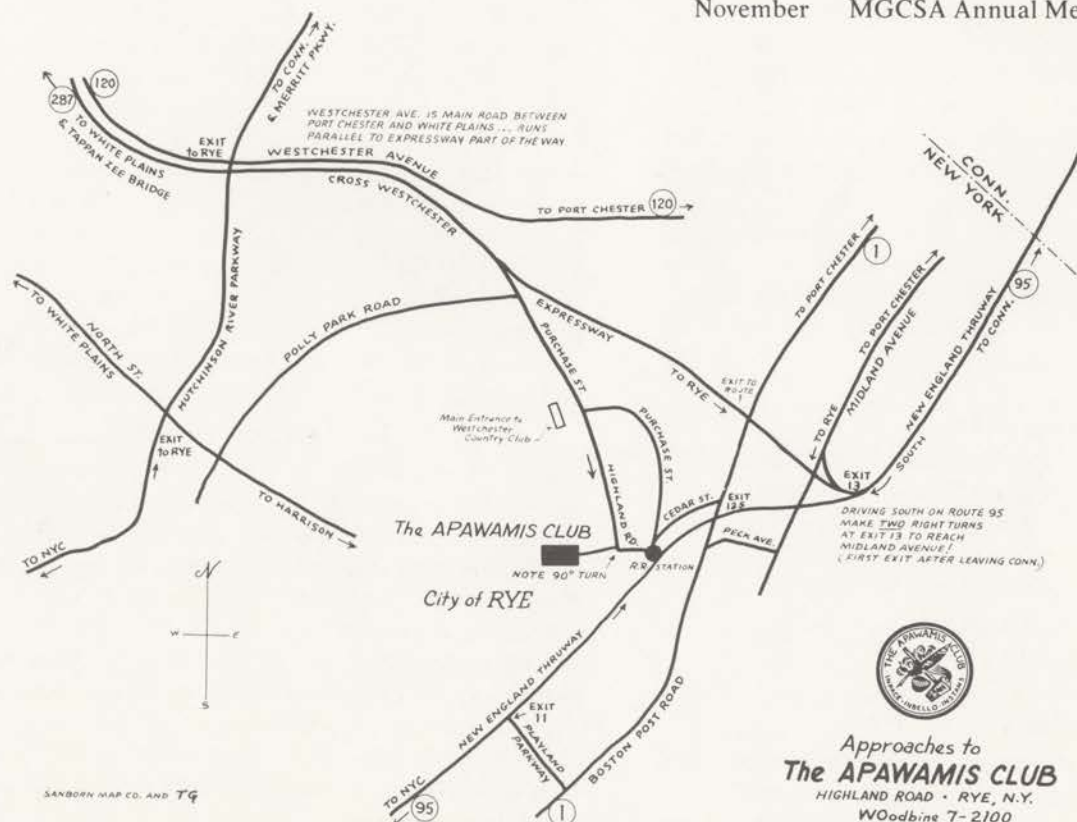 November MGCSA Annual Me
TO CONN.
& MERRITT PKWY.
120
287
TO WHITE PLAINS
& TAPPAN ZEE BRIDGE
EXIT
to RYE
WESTCHESTER AVE. IS MAIN ROAD BETWEEN
PORT CHESTER AND WHITE PLAINS ... RUNS
PARALLEL TO EXPRESSWAY PART OF THE WAY
WESTCHESTER AVENUE
CROSS WESTCHESTER
TO PORT CHESTER 120
CONN.
NEW YORK
TO PORT CHESTER
1
TO PORT CHESTER
MIDLAND AVENUE
95
NEW ENGLAND THRUWAY
TO CONN.
TO WHITE PLAINS
NORTH ST.
HUTCHINSON RIVER PARKWAY
POLLY PARK ROAD
PURCHASE ST.
EXPRESSWAY
TO RYE
EXIT TO
ROUTE
1
Main Entrance to
Westchester
Country Club
PURCHASE ST.
TO RYE
EXIT
to RYE
HIGHLAND RD.
EXIT
13
SOUTH
CEDAR ST.
EXIT
12S
TO HARRISON
The APAWAMIS CLUB
NOTE 90° TURN
R.R. STATION
PECK AVE.
DRIVING SOUTH ON ROUTE 95
MAKE TWO RIGHT TURNS
AT EXIT 13 TO REACH
MIDLAND AVENUE!
(FIRST EXIT AFTER LEAVING CONN.)
TO NYC
N
W E
S
City of RYE
NEW ENGLAND THRUWAY
EXIT
11
PLAYLAND
PARKWAY
BOSTON POST ROAD
TO NYC
95
1
THE APAWAMIS CLUB
IN PACE · IN BELLO · INSTANS
Approaches to
The APAWAMIS CLUB
HIGHLAND ROAD · RYE, N.Y.
WOodbine 7-2100
SANBORN MAP CO. AND TG